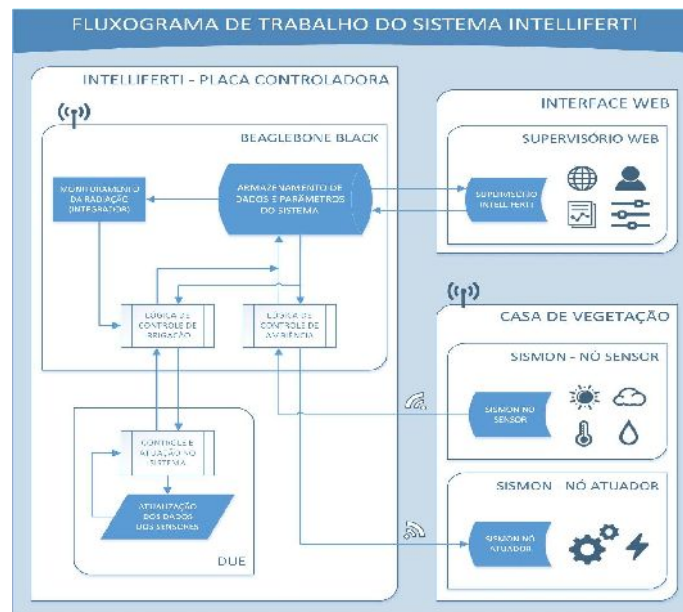 FLUXOGRAMA DE TRABALHO DO SISTEMA INTELLIFERTI
INTELLIFERTI - PLACA CONTROLADORA
BEAGLEBONE BLACK
MONITORAMENTO
DA RADIAÇÃO
(INTEGRADOR)
ARMAZENAMENTO DE
DADOS E PARÂMETROS
DO SISTEMA
LÓGICA DE
CONTROLE DE
IRRIGAÇÃO
LÓGICA DE
CONTROLE DE
AMBIÊNCIA
CONTROLE E
ATUAÇÃO NO
SISTEMA
ATUALIZAÇÃO
DOS DADOS
DOS SENSORES
DUE
INTERFACE WEB
SUPERVISÓRIO WEB
SUPERVISÓRIO
INTELLIFERTI
CASA DE VEGETAÇÃO
SISMON - NÓ SENSOR
SISMON NÓ
SENSOR
SISMON - NÓ ATUADOR
SISMON NÓ
ATUADOR